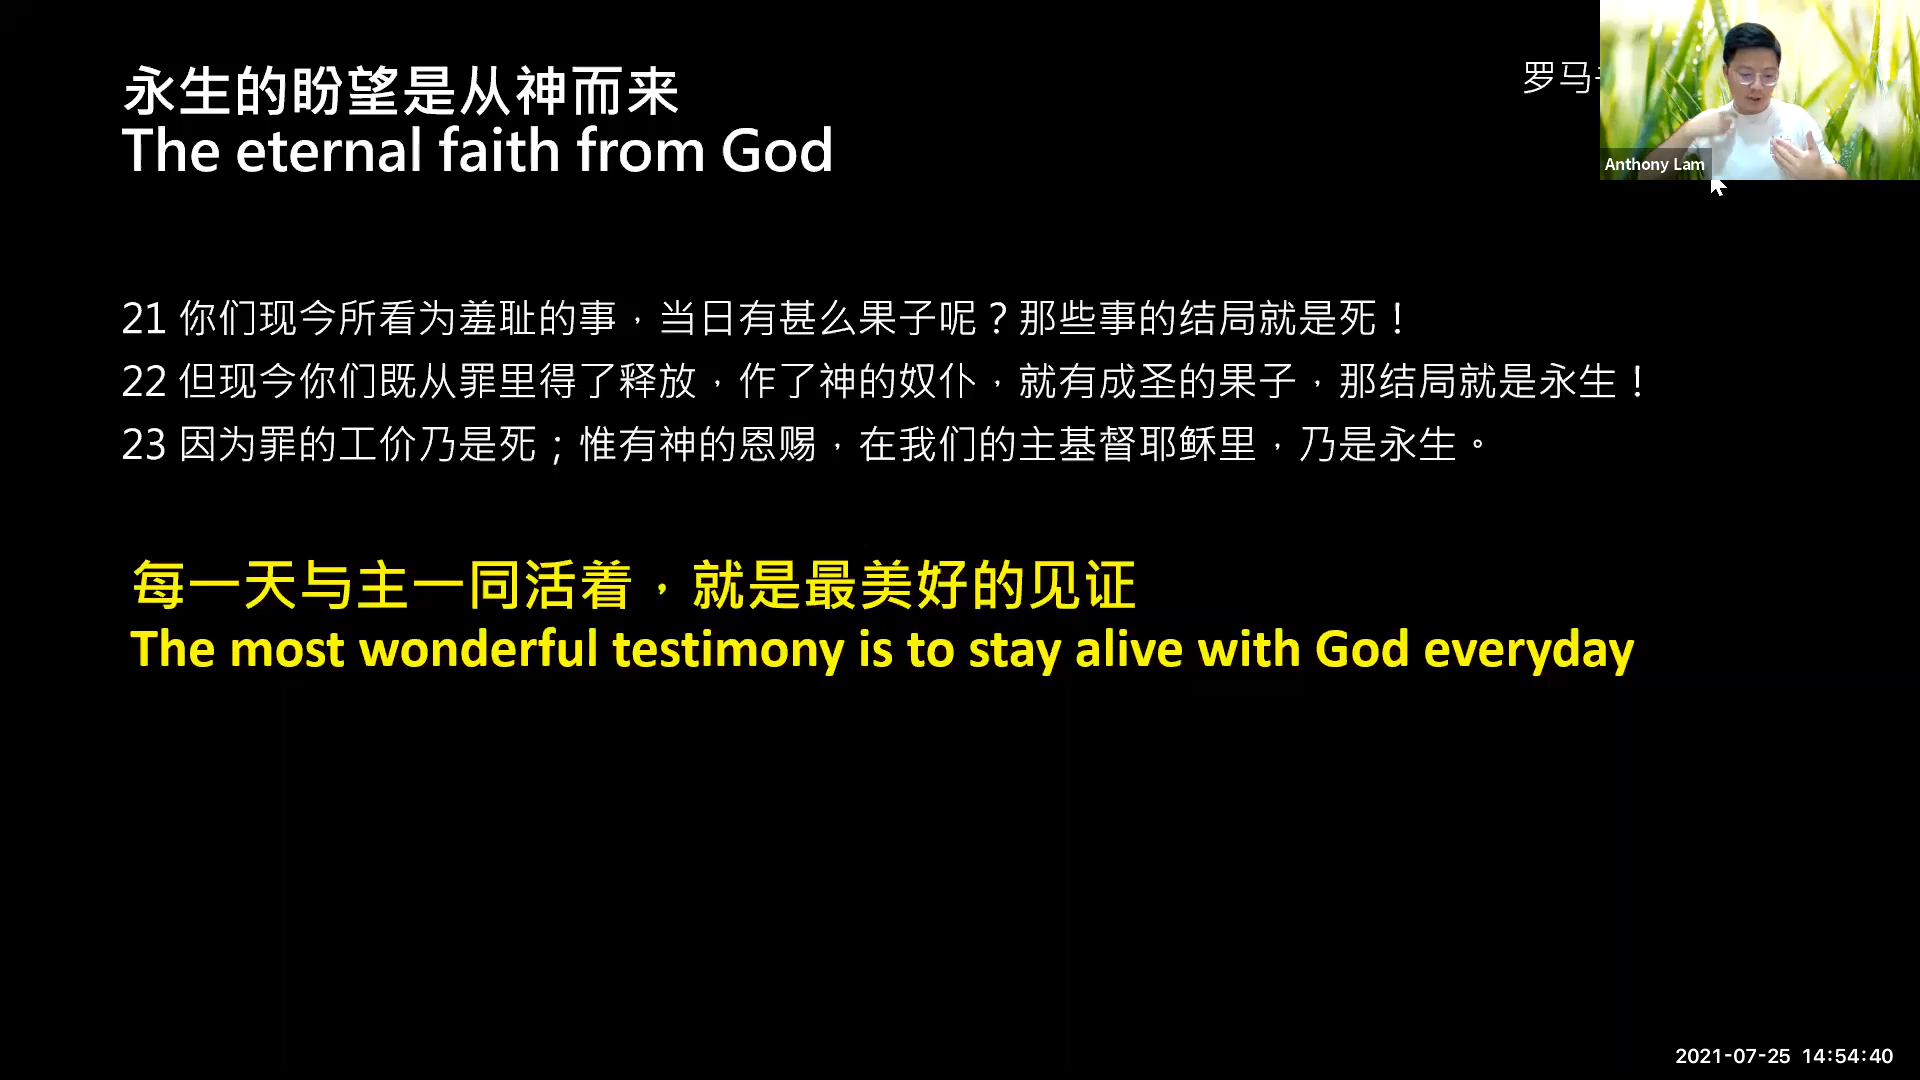 永生的盼望是从神而来
The eternal faith from God
罗马
Anthony Lam
21 你们现今所看为羞耻的事，当日有甚么果子呢？那些事的结局就是死！
22 但现今你们既从罪里得了释放，作了神的奴仆，就有成圣的果子，那结局就是永生！
23 因为罪的工价乃是死；惟有神的恩赐，在我们的主基督耶稣里，乃是永生。
每一天与主一同活着，就是最美好的见证
The most wonderful testimony is to stay alive with God everyday
2021-07-25 14:54:40